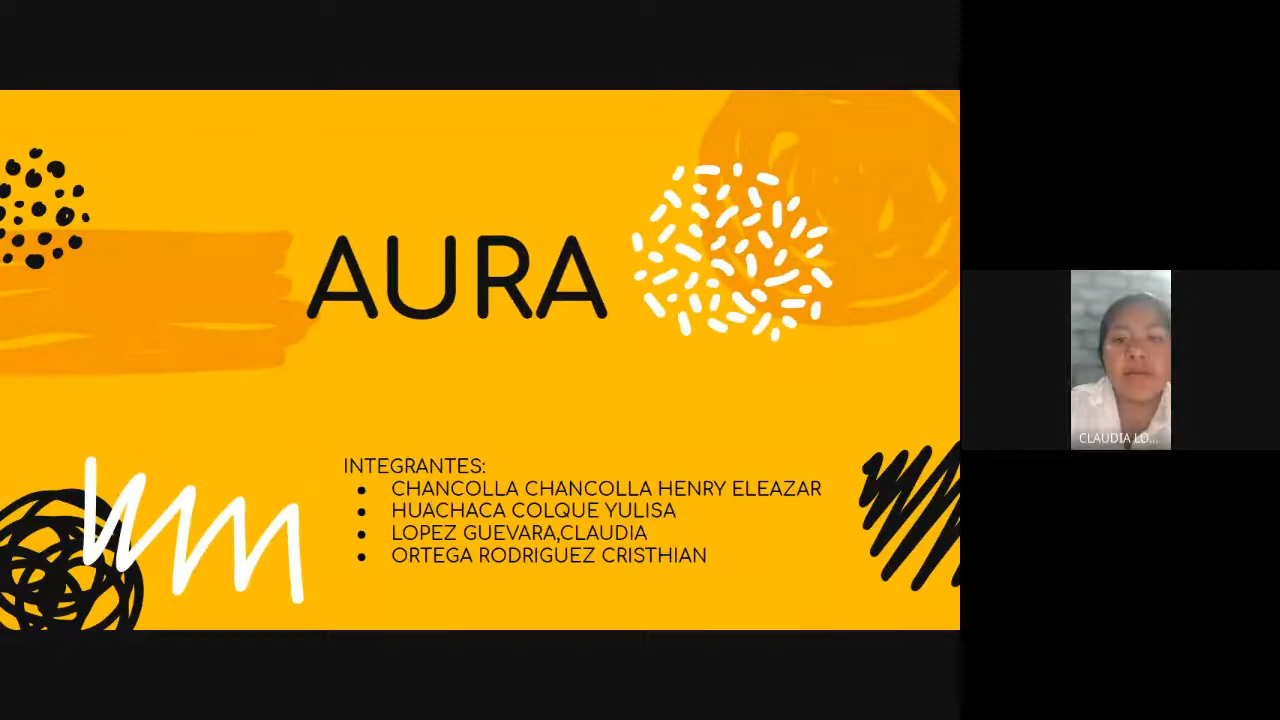 AURA
INTEGRANTES:
● CHANCOLLA CHANCOLLA HENRY ELEAZAR
● HUACHACA COLQUE YULISA
● LOPEZ GUEVARA,CLAUDIA
● ORTEGA RODRIGUEZ CRISTHIAN
CLAUDIA LO...